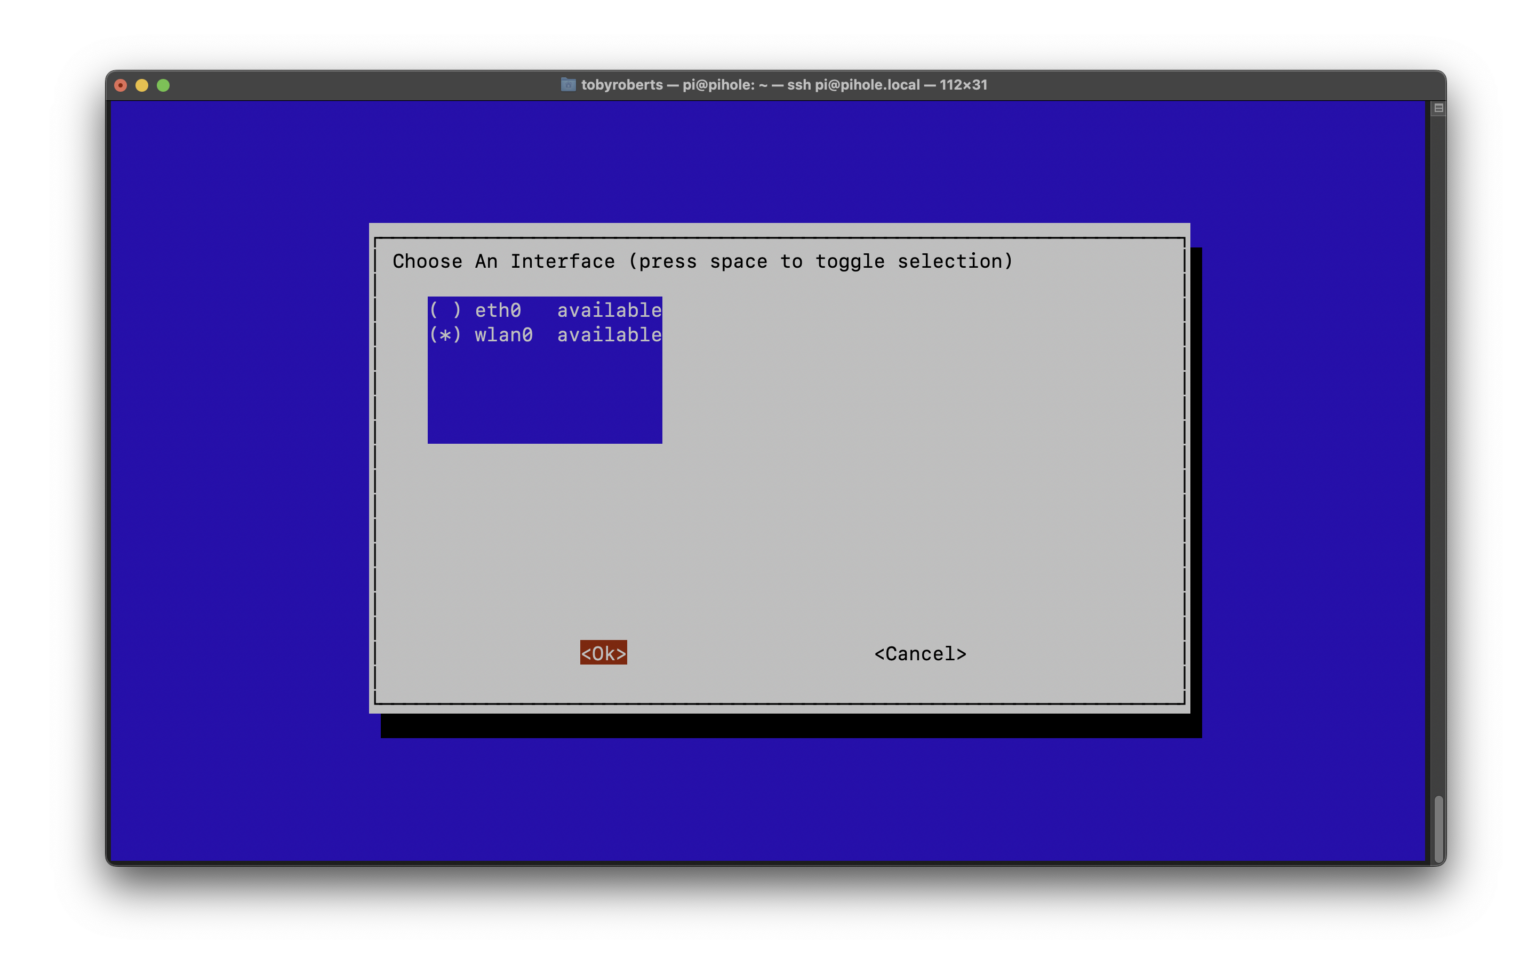 tobyroberts — pi@pihole: ~ — ssh pi@pihole.local — 112×31
Choose An Interface (press space to toggle selection)
( ) eth0 available
(*) wlan0 available
<Ok> <Cancel>